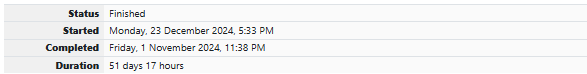 Status Finished
Started Monday, 23 December 2024, 5:33 PM
Completed Friday, 1 November 2024, 11:38 PM
Duration 51 days 17 hours